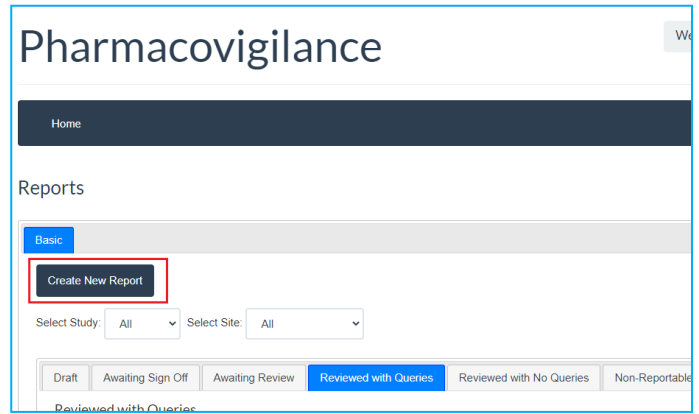 Pharmacovigilance
We
Home
Reports
Basic
Create New Report
Select Study: All Select Site: All
Draft Awaiting Sign Off Awaiting Review Reviewed with Queries Reviewed with No Queries Non-Reportable
Reviewed with Queries